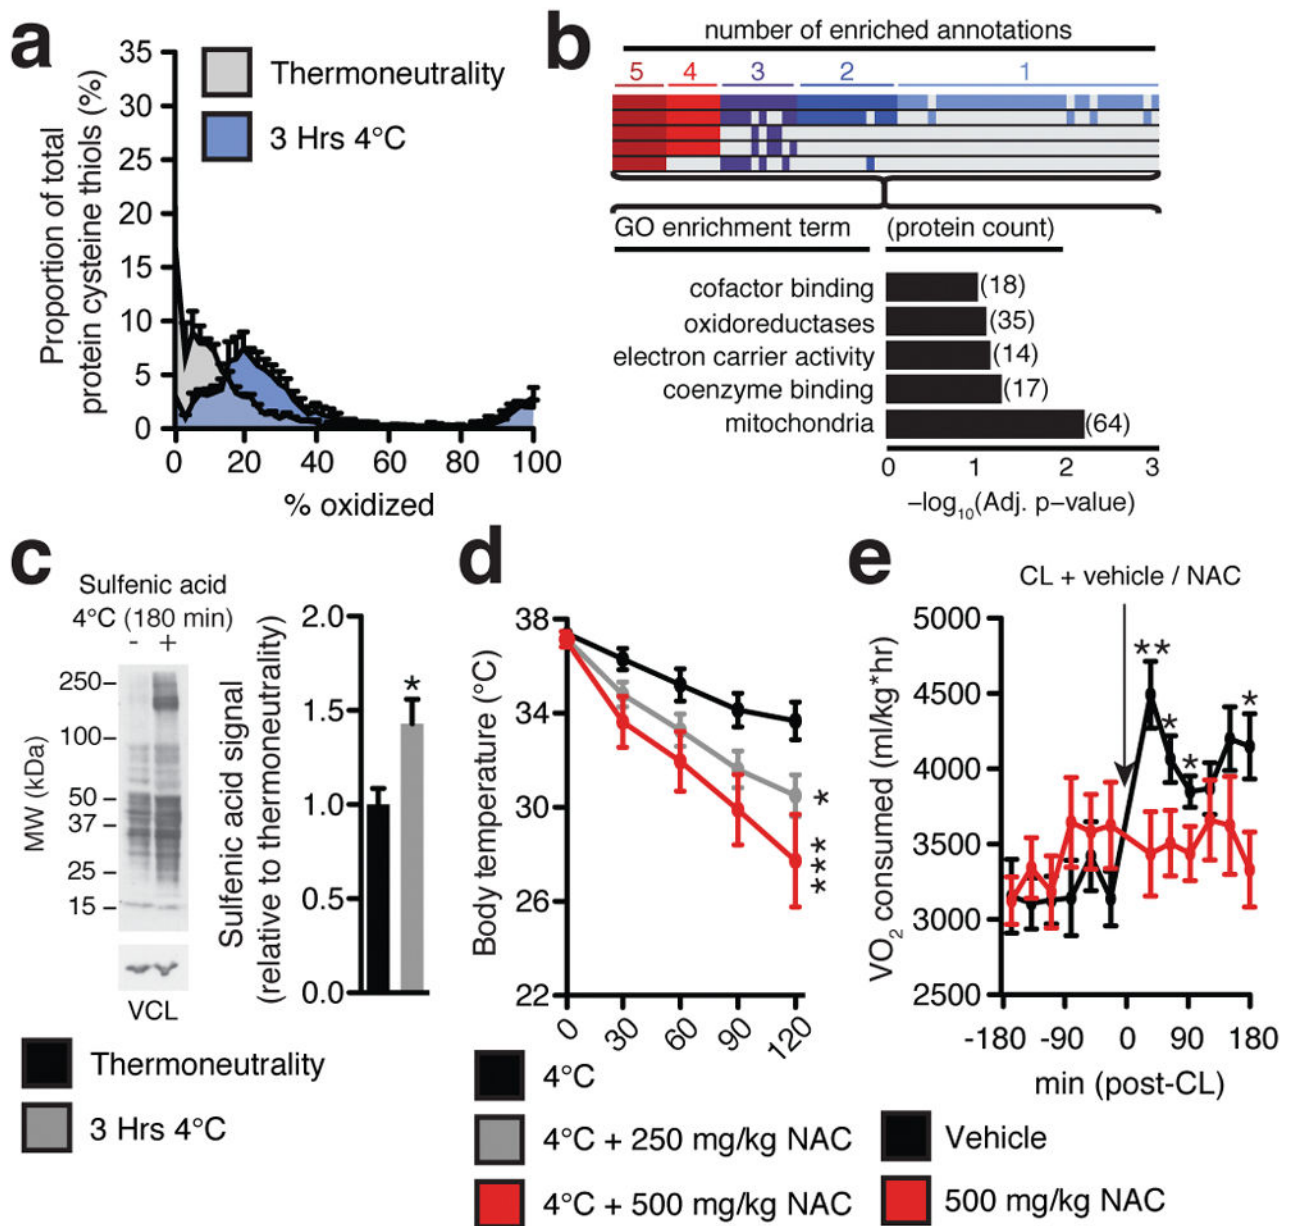 a
35
30
25
20
15
10
5
0
Proportion of total
protein cysteine thiols (%)
Thermoneutrality
3 Hrs 4°C
0 20 40 60 80 100
% oxidized
b
number of enriched annotations
5 4 3 2 1
GO enrichment term (protein count)
cofactor binding (18)
oxidoreductases (35)
electron carrier activity (14)
coenzyme binding (17)
mitochondria (64)
0 1 2 3
−log10(Adj. p−value)
c
Sulfenic acid
4°C (180 min)
- +
MW (kDa)
250
100
50
37
25
15
VCL
Sulfenic acid signal
(relative to thermoneutrality)
2.0
1.5
1.0
0.5
0.0
*
Thermoneutrality
3 Hrs 4°C
d
Body temperature (°C)
38
34
30
26
22
*
***
0 30 60 90 120
4°C
4°C + 250 mg/kg NAC
4°C + 500 mg/kg NAC
e
CL + vehicle / NAC
VO2 consumed (ml/kg*hr)
5000
4500
4000
3500
3000
2500
**
*
*
*
-180 -90 0 90 180
min (post-CL)
Vehicle
500 mg/kg NAC